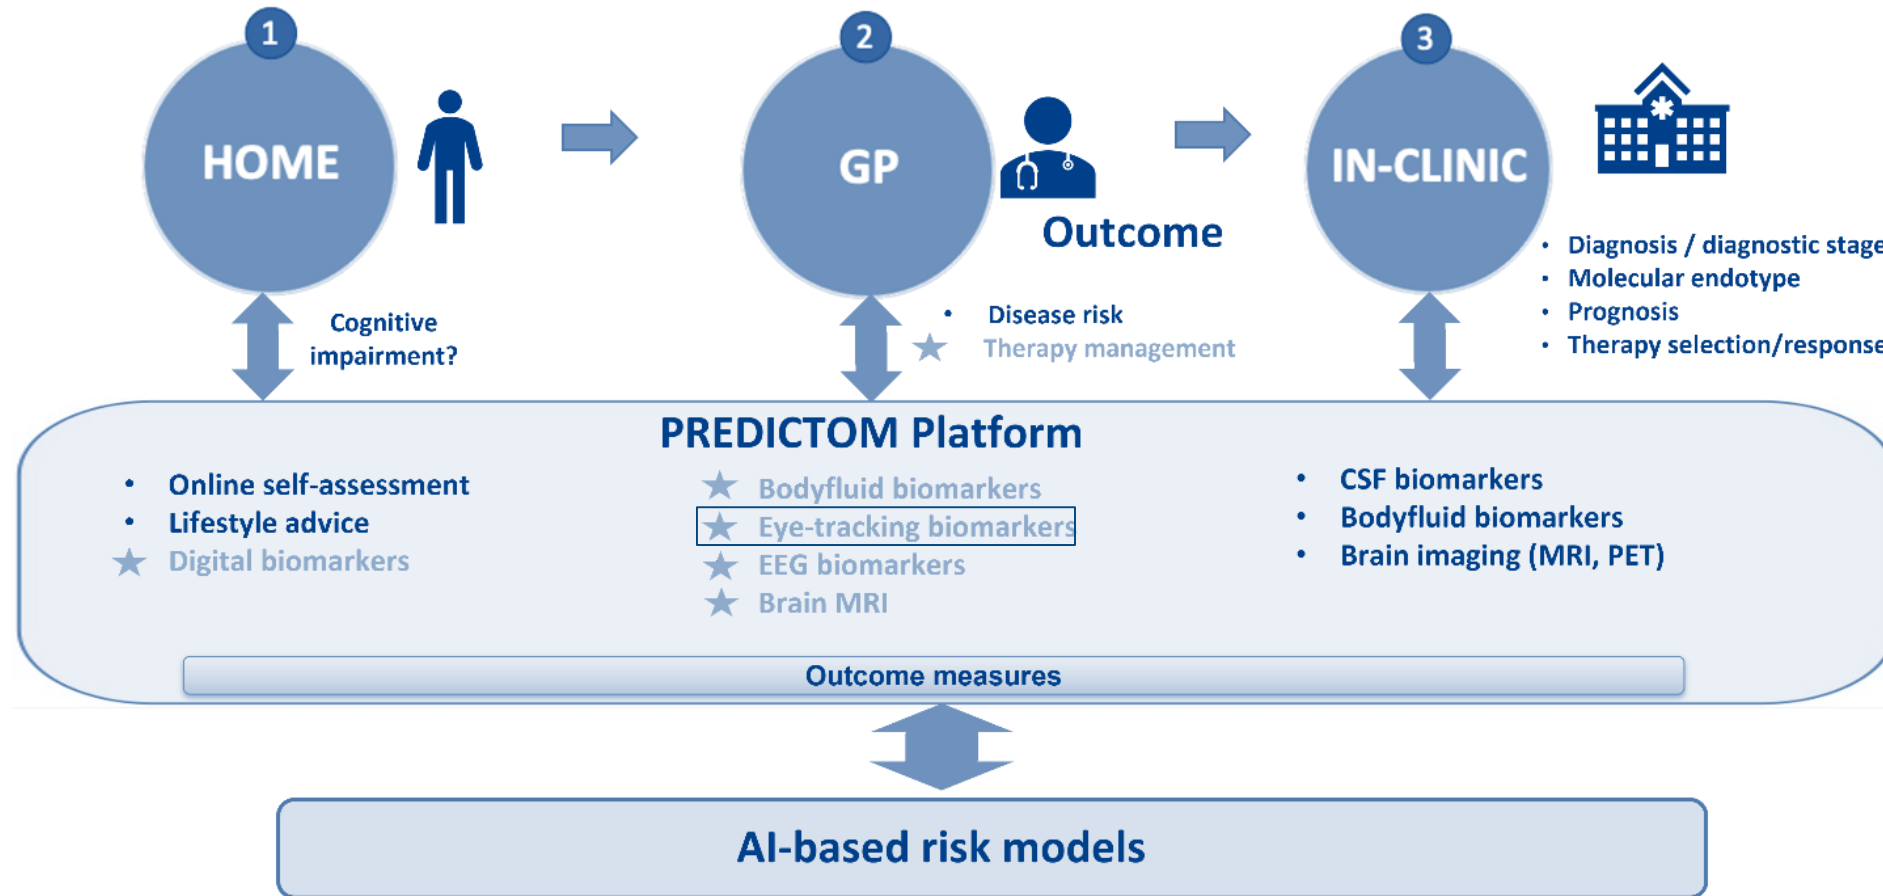 1
2
3
HOME
GP
IN-CLINIC
Outcome
Cognitive
impairment?
• Disease risk
Therapy management
• Diagnosis / diagnostic stage
• Molecular endotype
• Prognosis
• Therapy selection/response
PREDICTOM Platform
• Online self-assessment
• Lifestyle advice
Digital biomarkers
Bodyfluid biomarkers
Eye-tracking biomarkers
EEG biomarkers
Brain MRI
• CSF biomarkers
• Bodyfluid biomarkers
• Brain imaging (MRI, PET)
Outcome measures
AI-based risk models